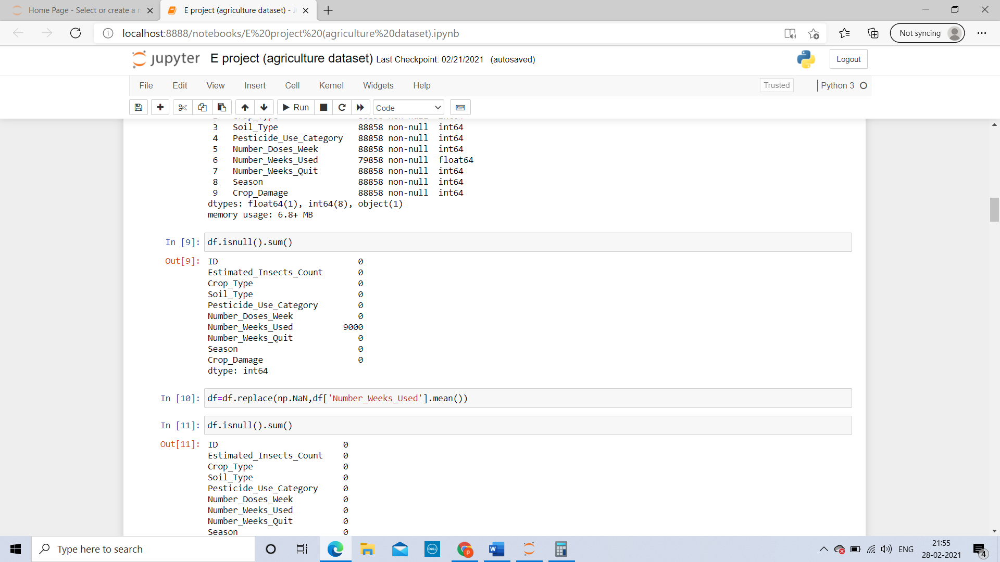 Home Page - Select or create a n
E project (agriculture dataset) - J
localhost:8888/notebooks/E%20project%20(agriculture%20dataset).ipynb
Not syncing
jupyter E project (agriculture dataset) Last Checkpoint: 02/21/2021 (autosaved)
Logout
File Edit View Insert Cell Kernel Widgets Help
Trusted
Python 3
Run
Code
3 Soil_Type 88858 non-null int64
4 Pesticide_Use_Category 88858 non-null int64
5 Number_Doses_Week 88858 non-null int64
6 Number_Weeks_Used 79858 non-null float64
7 Number_Weeks_Quit 88858 non-null int64
8 Season 88858 non-null int64
9 Crop_Damage 88858 non-null int64
dtypes: float64(1), int64(8), object(1)
memory usage: 6.8+ MB
In [9]: df.isnull().sum()
Out[9]: ID 0
Estimated_Insects_Count 0
Crop_Type 0
Soil_Type 0
Pesticide_Use_Category 0
Number_Doses_Week 0
Number_Weeks_Used 9000
Number_Weeks_Quit 0
Season 0
Crop_Damage 0
dtype: int64
In [10]: df=df.replace(np.NaN,df['Number_Weeks_Used'].mean())
In [11]: df.isnull().sum()
Out[11]: ID 0
Estimated_Insects_Count 0
Crop_Type 0
Soil_Type 0
Pesticide_Use_Category 0
Number_Doses_Week 0
Number_Weeks_Used 0
Number_Weeks_Quit 0
Season 0
Type here to search
DELL
P
W
ENG
21:55
28-02-2021
4